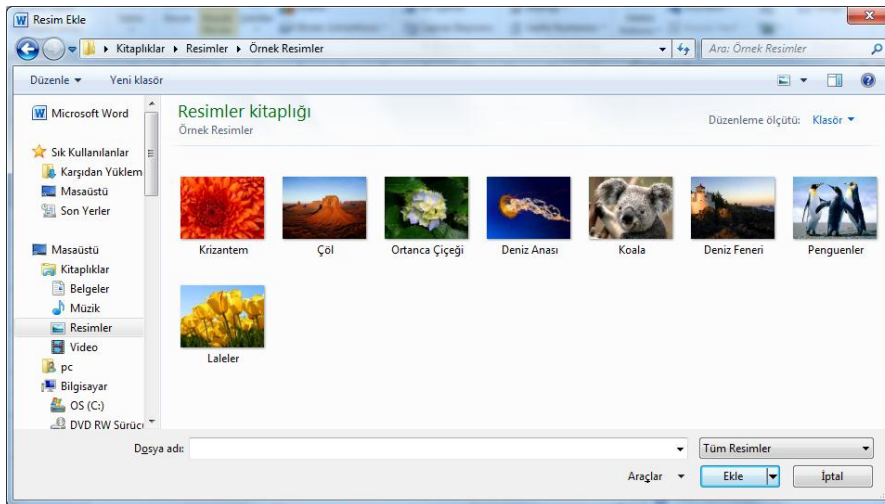 Resim Ekle
Kitaplıklar
Resimler
Örnek Resimler
Ara: Örnek Resimler
Düzenle
Yeni klasör
Microsoft Word
Sık Kullanılanlar
Karşıdan Yüklem
Masaüstü
Son Yerler
Masaüstü
Kitaplıklar
Belgeler
Müzik
Resimler
Video
pc
Bilgisayar
OS (C:)
DVD RW Sürücü
Resimler kitaplığı
Örnek Resimler
Düzenleme ölçütü: Klasör
Krizantem
Çöl
Ortanca Çiçeği
Deniz Anası
Koala
Deniz Feneri
Penguenler
Laleler
Dosya adı:
Tüm Resimler
Araçlar
Ekle
İptal